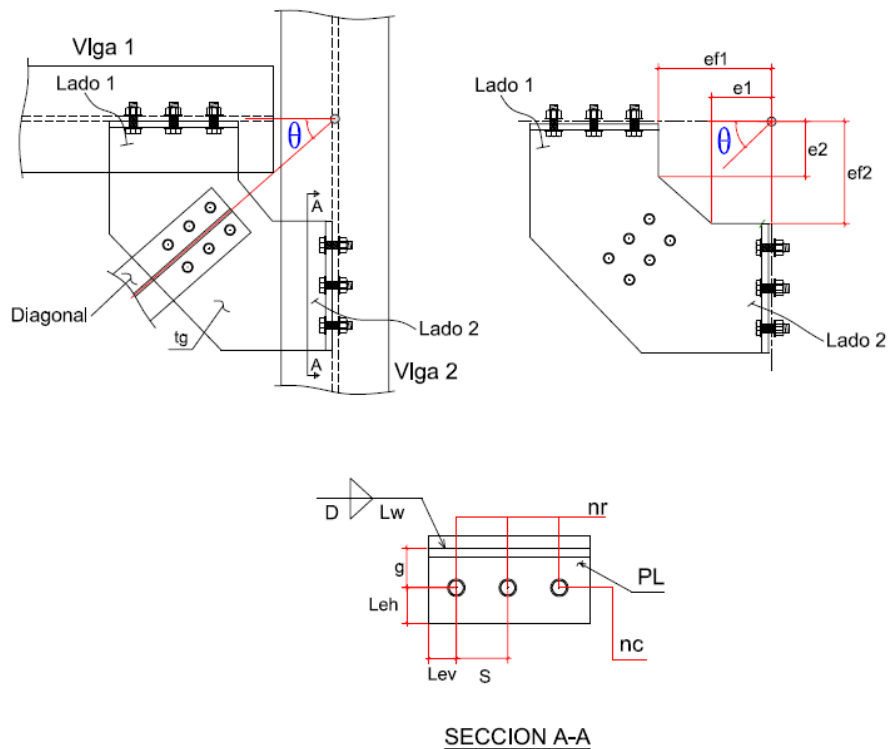 VIga 1
Lado 1
θ
A
Diagonal
tg
A
Lado 2
VIga 2
ef1
e1
Lado 1
θ
e2
ef2
Lado 2
D
Lw
nr
g
PL
Leh
nc
Lev
S
SECCION A-A